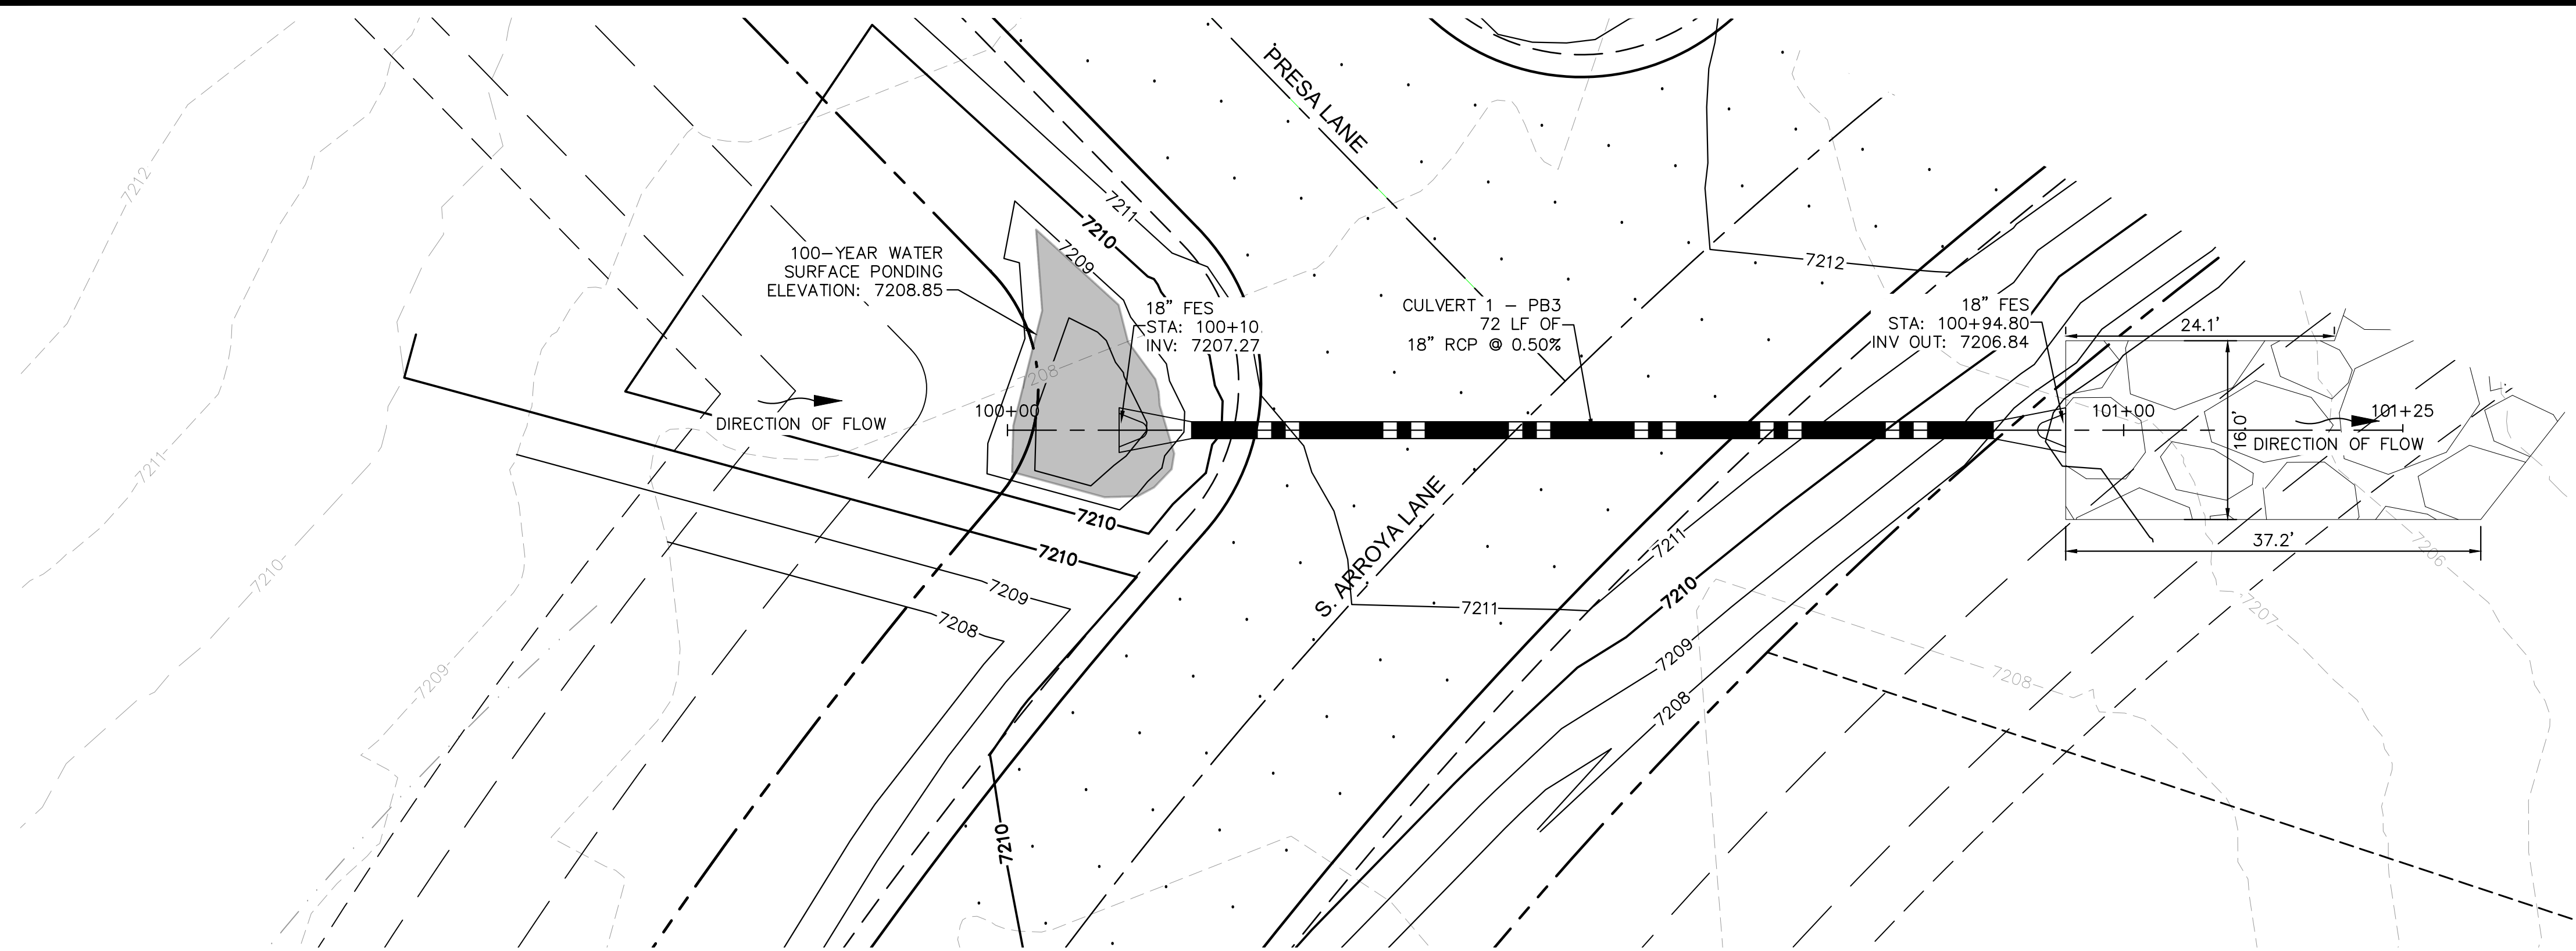 PRESA LANE
7212
7211
7210
7209
100-YEAR WATER
SURFACE PONDING
ELEVATION: 7208.85
18" FES
STA: 100+10.
INV: 7207.27
CULVERT 1 - PB3
72 LF OF
18" RCP @ 0.50%
7212
18" FES
STA: 100+94.80
INV OUT: 7206.84
24.1'
208
100+00
DIRECTION OF FLOW
101+00
101+25
16.0'
DIRECTION OF FLOW
7211
7210
7210
7210
7209
7208
7209
S. ARROYA LANE
7211
7211
7210
7209
7208
37.2'
7206
7207
7208
7210